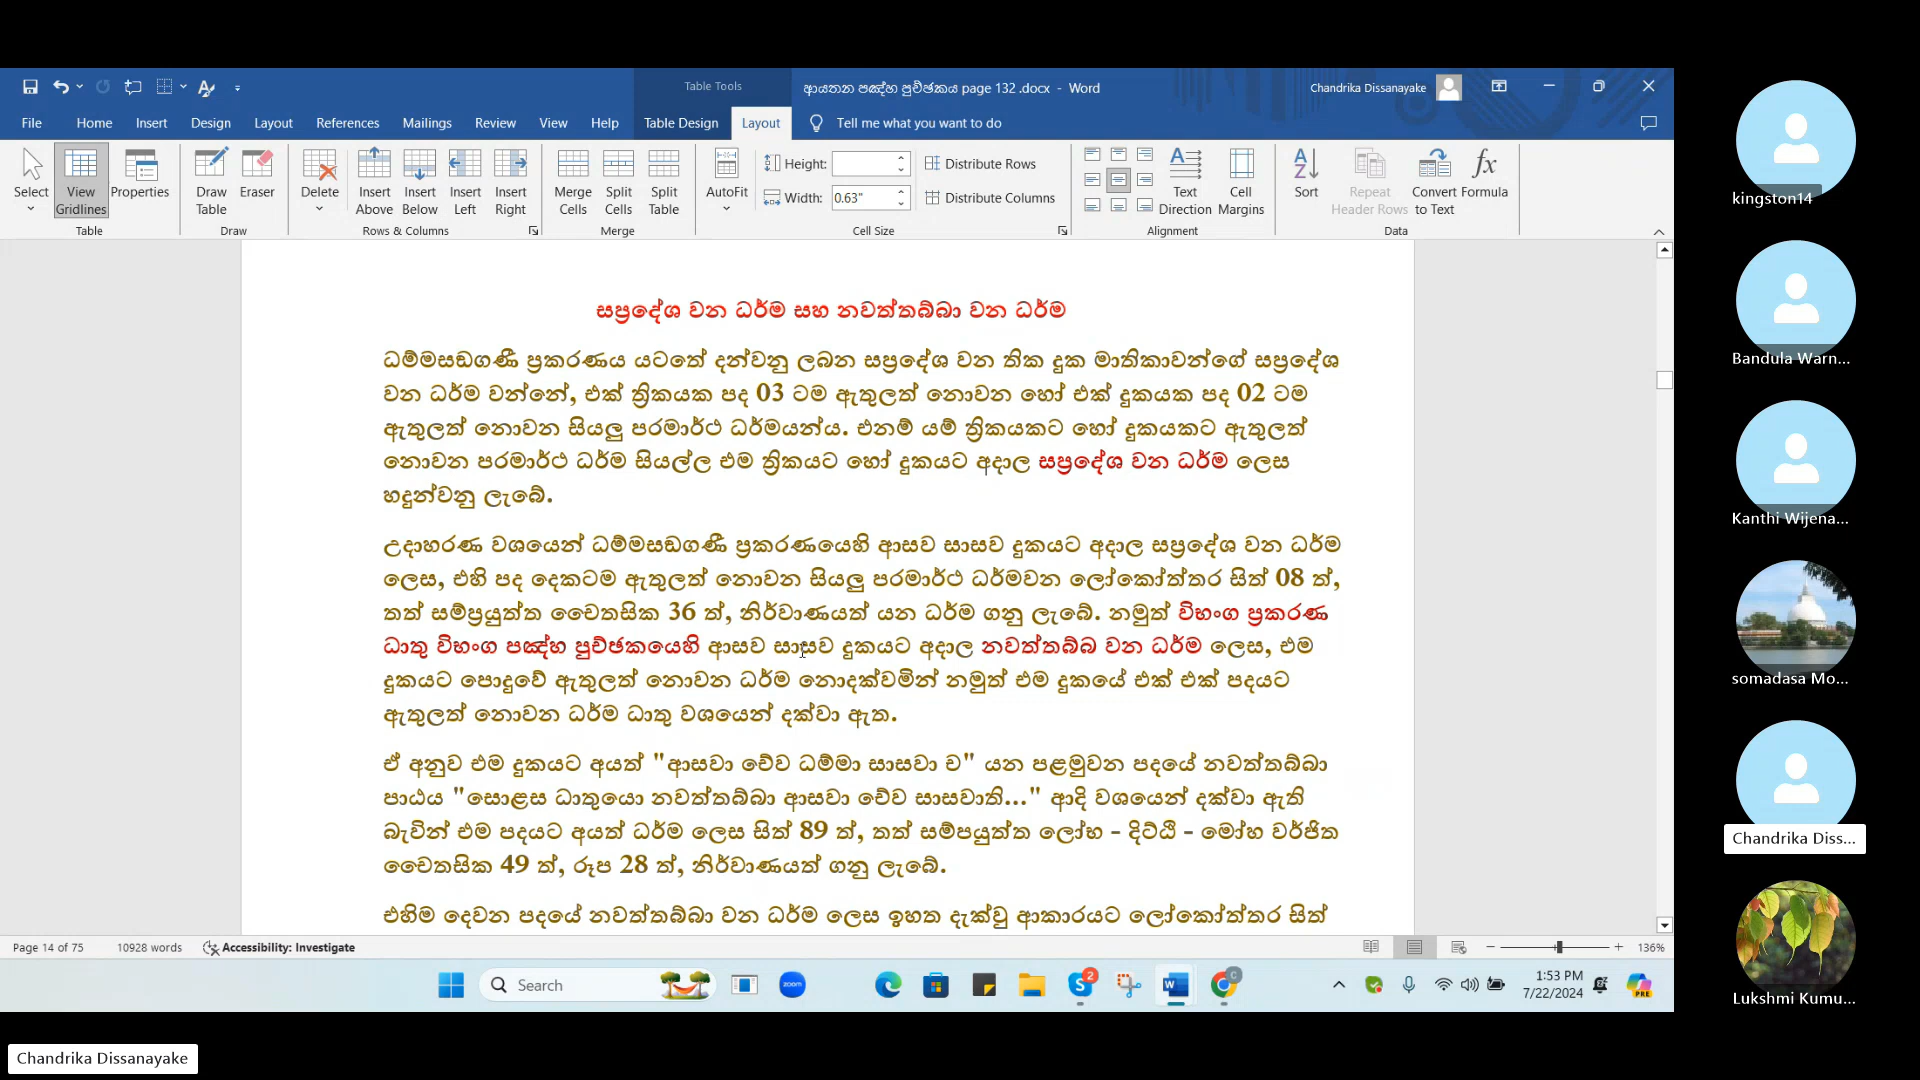 Table Tools
ආයතන පඤ්හ පුච්ඡකය page 132 .docx - Word
Chandrika Dissanayake
File Home Insert Design Layout References Mailings Review View Help Table Design Layout Tell me what you want to do
Select
View Gridlines
Properties
Table
Draw Table
Eraser
Draw
Delete
Insert Above
Insert Below
Insert Left
Insert Right
Rows & Columns
Merge Cells
Split Cells
Split Table
Merge
AutoFit
Height:
Width: 0.63"
Distribute Rows
Distribute Columns
Cell Size
Text Direction
Cell Margins
Alignment
Sort
Repeat Header Rows
Convert to Text
Formula
Data
සප්‍රදේශ වන ධර්ම සහ නවත්තබ්බා වන ධර්ම
ධම්මසඞගණී ප්‍රකරණය යටතේ දන්වනු ලබන සප්‍රදේශ වන තික දුක මාතිකාවන්ගේ සප්‍රදේශ
වන ධර්ම වන්නේ, එක් ත්‍රිකයක පද 03 ටම ඇතුලත් නොවන හෝ එක් දුකයක පද 02 ටම
ඇතුලත් නොවන සියලු පරමාර්ථ ධර්මයන්ය. එනම් යම් ත්‍රිකයකට හෝ දුකයකට ඇතුලත්
නොවන පරමාර්ථ ධර්ම සියල්ල එම ත්‍රිකයට හෝ දුකයට අදාල සප්‍රදේශ වන ධර්ම ලෙස
හදුන්වනු ලැබේ.
උදාහරණ වශයෙන් ධම්මසඞගණී ප්‍රකරණයෙහි ආසව සාසව දුකයට අදාල සප්‍රදේශ වන ධර්ම
ලෙස, එහි පද දෙකටම ඇතුලත් නොවන සියලු පරමාර්ථ ධර්මවන ලෝකෝත්තර සිත් 08 ත්,
තත් සම්ප්‍රයුත්ත චෛතසික 36 ත්, නිර්වාණයත් යන ධර්ම ගනු ලැබේ. නමුත් විභංග ප්‍රකරණ
ධාතු විභංග පඤ්හ පුච්ඡකයෙහි ආසව සාසව දුකයට අදාල නවත්තබ්බ වන ධර්ම ලෙස, එම
දුකයට පොදුවේ ඇතුලත් නොවන ධර්ම නොදක්වමින් නමුත් එම දුකයේ එක් එක් පදයට
ඇතුලත් නොවන ධර්ම ධාතු වශයෙන් දක්වා ඇත.
ඒ අනුව එම දුකයට අයත් "ආසවා චේව ධම්මා සාසවා ච" යන පළමුවන පදයේ නවත්තබ්බා
පාඨය "සොළස ධාතුයො නවත්තබ්බා ආසවා චේව සාසවාති..." ආදි වශයෙන් දක්වා ඇති
බැවින් එම පදයට අයත් ධර්ම ලෙස සිත් 89 ත්, තත් සම්පයුත්ත ලෝභ - දිට්ඨි - මෝහ වර්ජිත
චෛතසික 49 ත්, රූප 28 ත්, නිර්වාණයත් ගනු ලැබේ.
එහිම දෙවන පදයේ නවත්තබ්බා වන ධර්ම ලෙස ඉහත දැක්වු ආකාරයට ලෝකෝත්තර සිත්
Page 14 of 75 10928 words Accessibility: Investigate 136%
Search
zoom
2
C
1:53 PM
7/22/2024
PRE
kingston14
Bandula Warn...
Kanthi Wijena...
somadasa Mo...
Chandrika Diss...
Lukshmi Kumu...
Chandrika Dissanayake